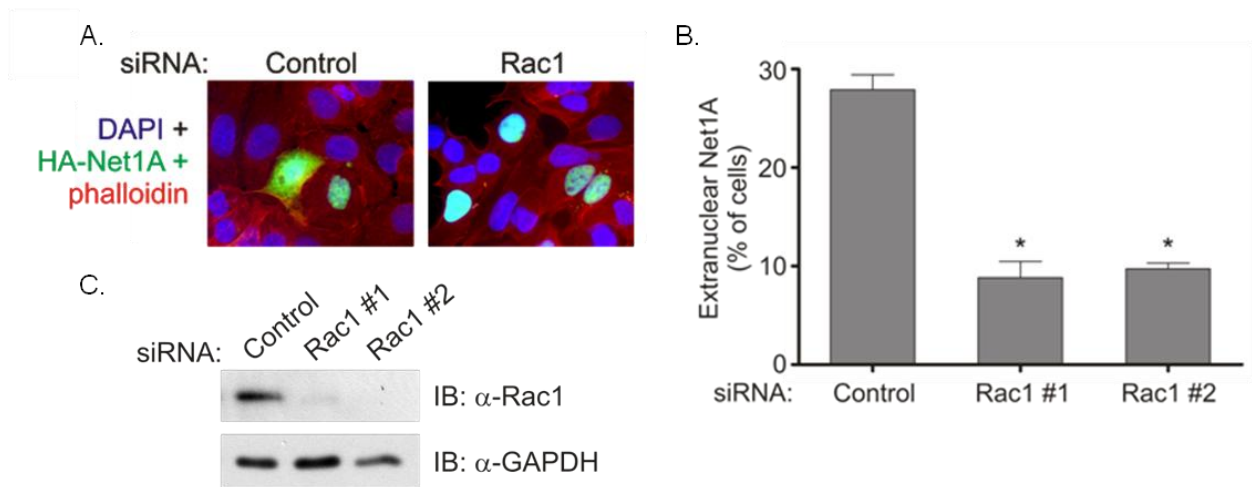 A.
siRNA: Control Rac1
DAPI +
HA-Net1A +
phalloidin
B.
Extranuclear Net1A
(% of cells)
30
20
10
0
* *
siRNA: Control Rac1 #1 Rac1 #2
C.
siRNA: Control Rac1 #1 Rac1 #2
IB: α-Rac1
IB: α-GAPDH